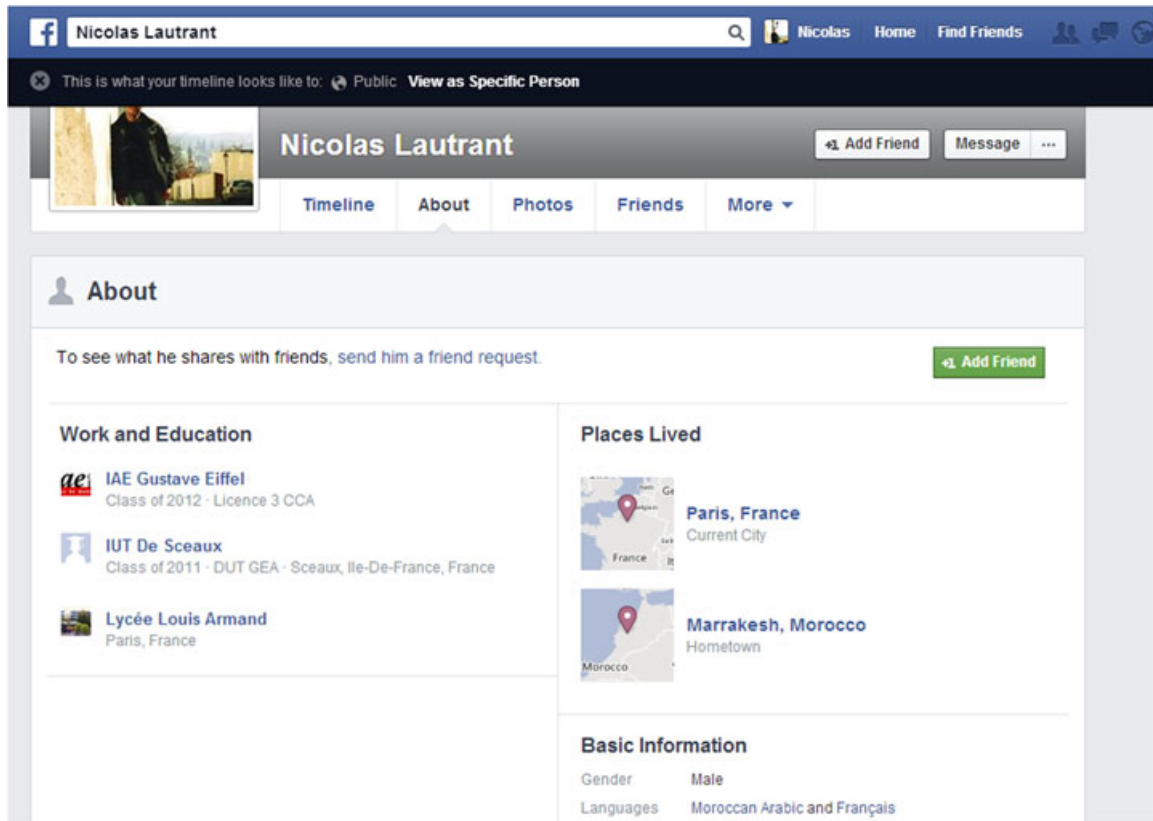 Nicolas Lautrant
Nicolas Home Find Friends
This is what your timeline looks like to: Public View as Specific Person
Nicolas Lautrant
+1 Add Friend
Message ...
Timeline About Photos Friends More
About
To see what he shares with friends, send him a friend request.
+1 Add Friend
Work and Education
IAE Gustave Eiffel
Class of 2012 · Licence 3 CCA
IUT De Sceaux
Class of 2011 · DUT GEA · Sceaux, Ile-De-France, France
Lycée Louis Armand
Paris, France
Places Lived
France
Paris, France
Current City
Morocco
Marrakesh, Morocco
Hometown
Basic Information
Gender Male
Languages Moroccan Arabic and Français